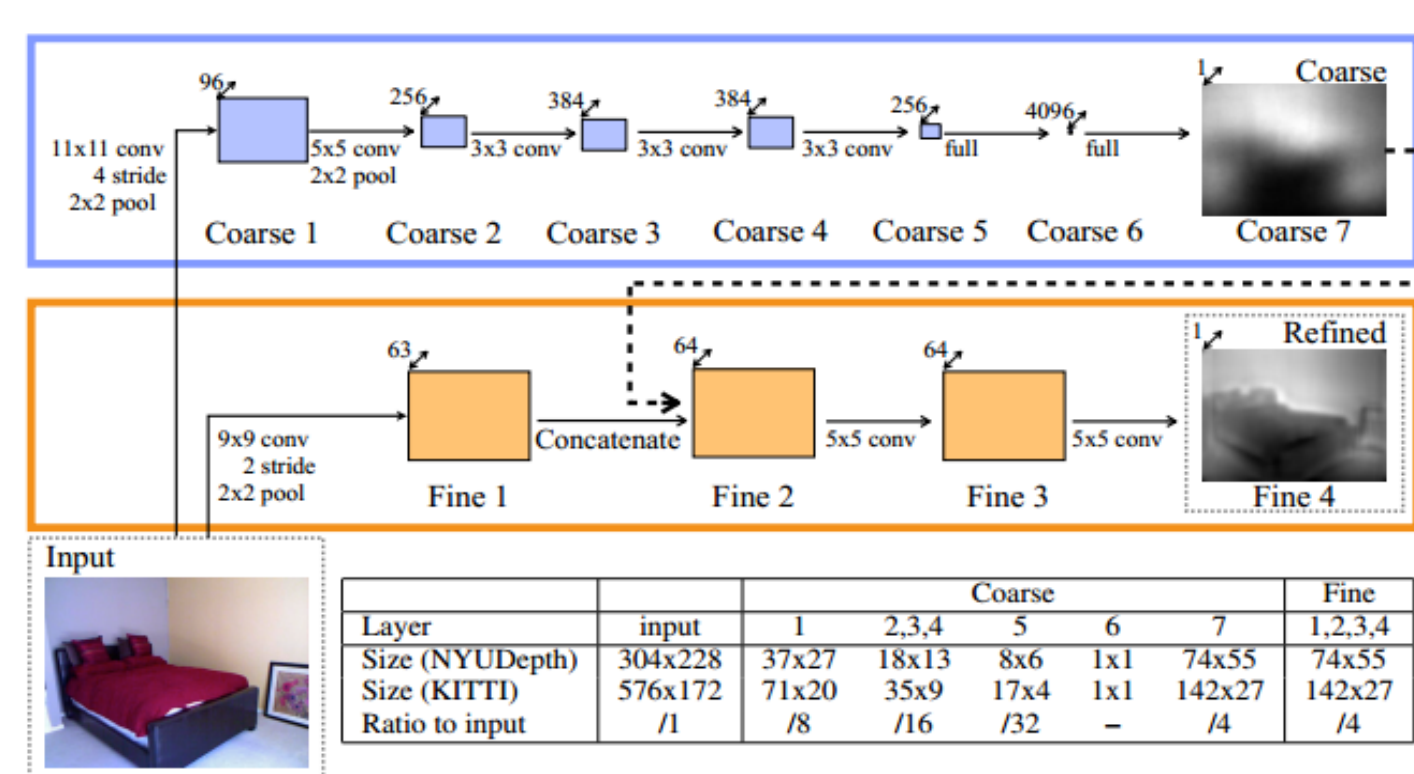 96
256
384
384
256
4096
1
Coarse
11x11 conv
4 stride
2x2 pool
5x5 conv
2x2 pool
3x3 conv
3x3 conv
3x3 conv
full
full
Coarse 1
Coarse 2
Coarse 3
Coarse 4
Coarse 5
Coarse 6
Coarse 7
63
64
64
1
Refined
9x9 conv
2 stride
2x2 pool
Concatenate
5x5 conv
5x5 conv
Fine 1
Fine 2
Fine 3
Fine 4
Input
Coarse Fine
Layer input 1 2,3,4 5 6 7 1,2,3,4
Size (NYUDepth) 304x228 37x27 18x13 8x6 1x1 74x55 74x55
Size (KITTI) 576x172 71x20 35x9 17x4 1x1 142x27 142x27
Ratio to input /1 /8 /16 /32 – /4 /4